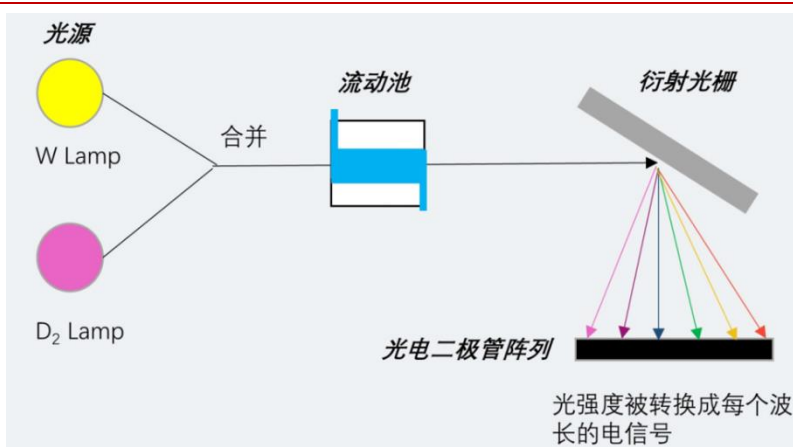 光源
流动池
衍射光栅
W Lamp
合并
D₂ Lamp
光电二极管阵列
光强度被转换成每个波
长的电信号